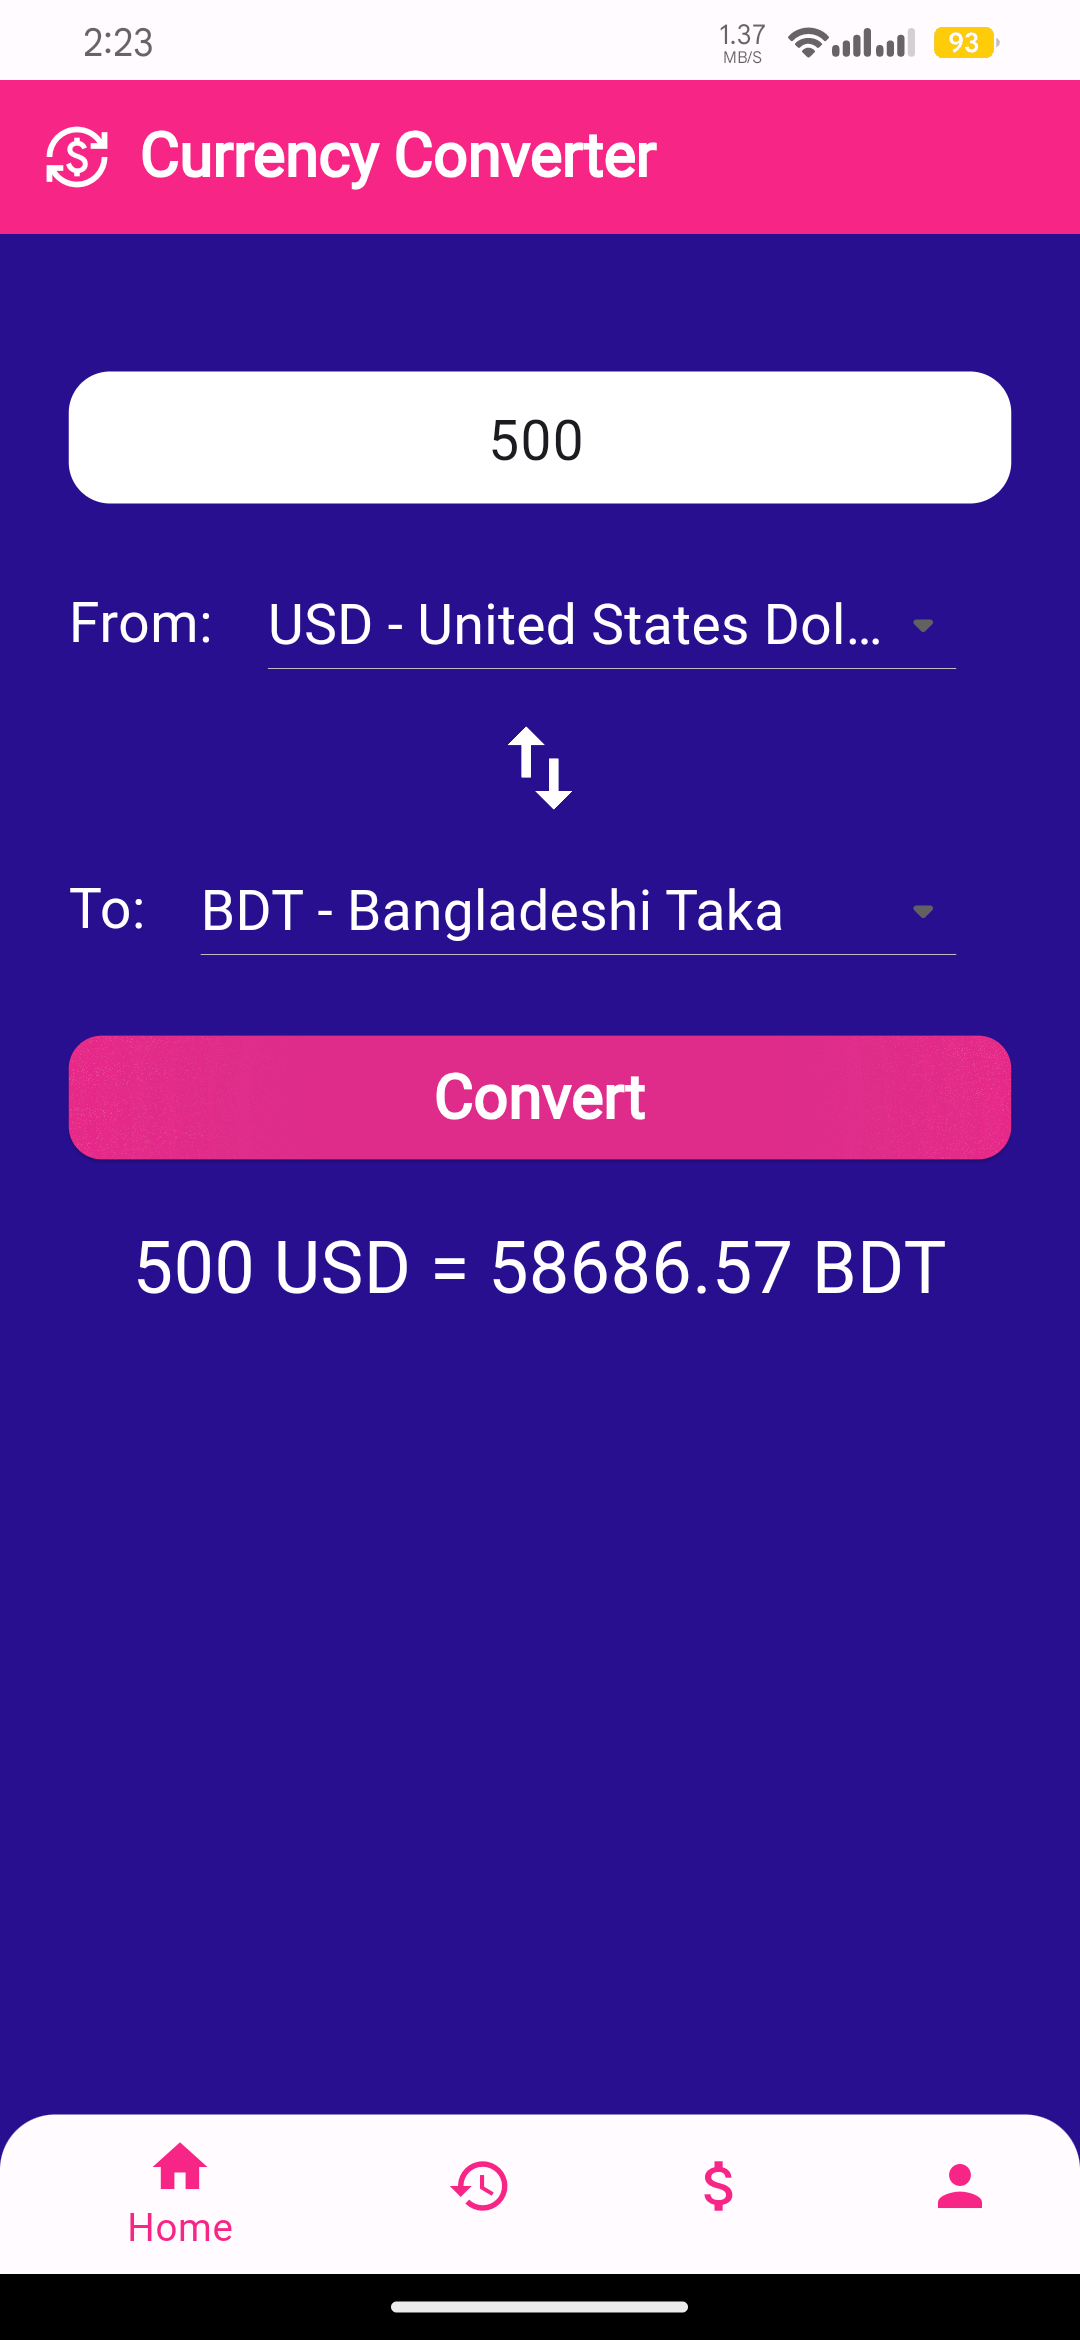 2:23
1.37
MB/S
93
Currency Converter
500
From: USD - United States Dol...
To: BDT - Bangladeshi Taka
Convert
500 USD = 58686.57 BDT
Home